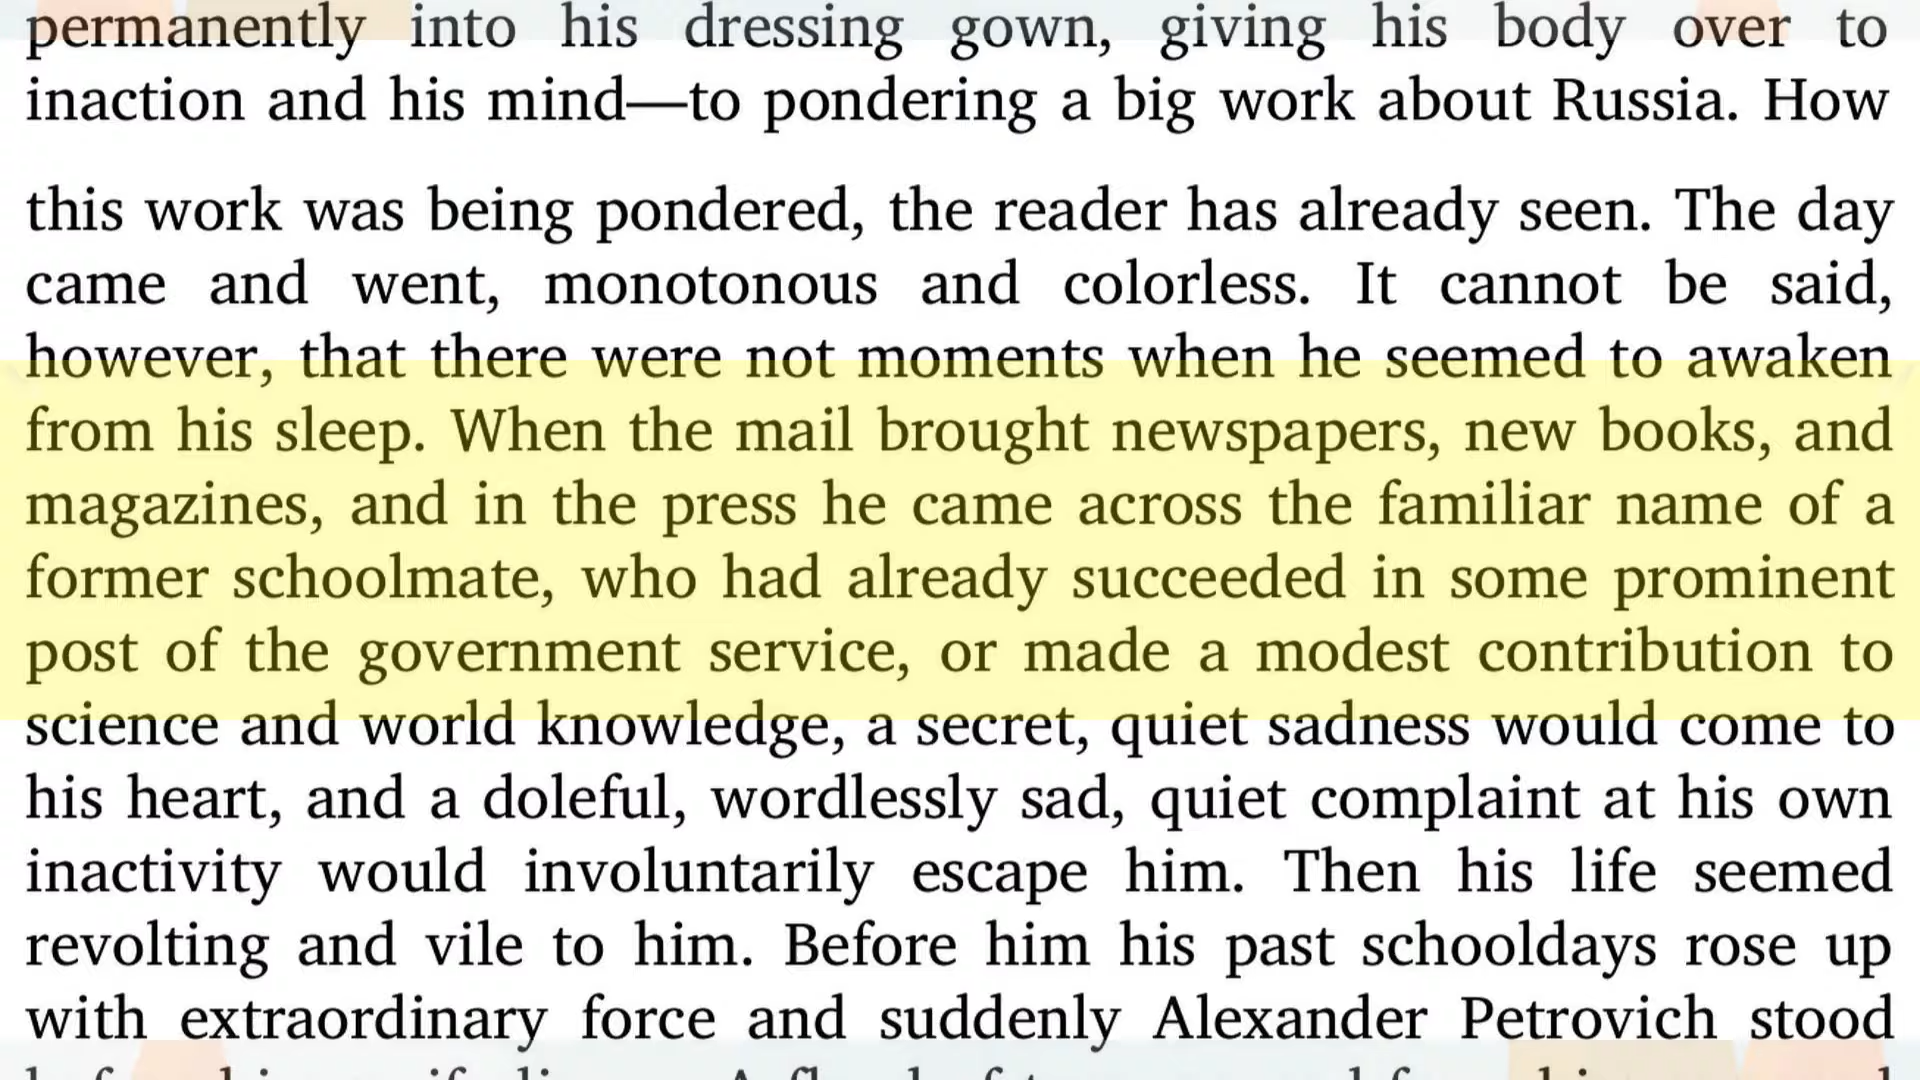 permanently into his dressing gown, giving his body over to
inaction and his mind—to pondering a big work about Russia. How
this work was being pondered, the reader has already seen. The day
came and went, monotonous and colorless. It cannot be said,
however, that there were not moments when he seemed to awaken
from his sleep. When the mail brought newspapers, new books, and
magazines, and in the press he came across the familiar name of a
former schoolmate, who had already succeeded in some prominent
post of the government service, or made a modest contribution to
science and world knowledge, a secret, quiet sadness would come to
his heart, and a doleful, wordlessly sad, quiet complaint at his own
inactivity would involuntarily escape him. Then his life seemed
revolting and vile to him. Before him his past schooldays rose up
with extraordinary force and suddenly Alexander Petrovich stood